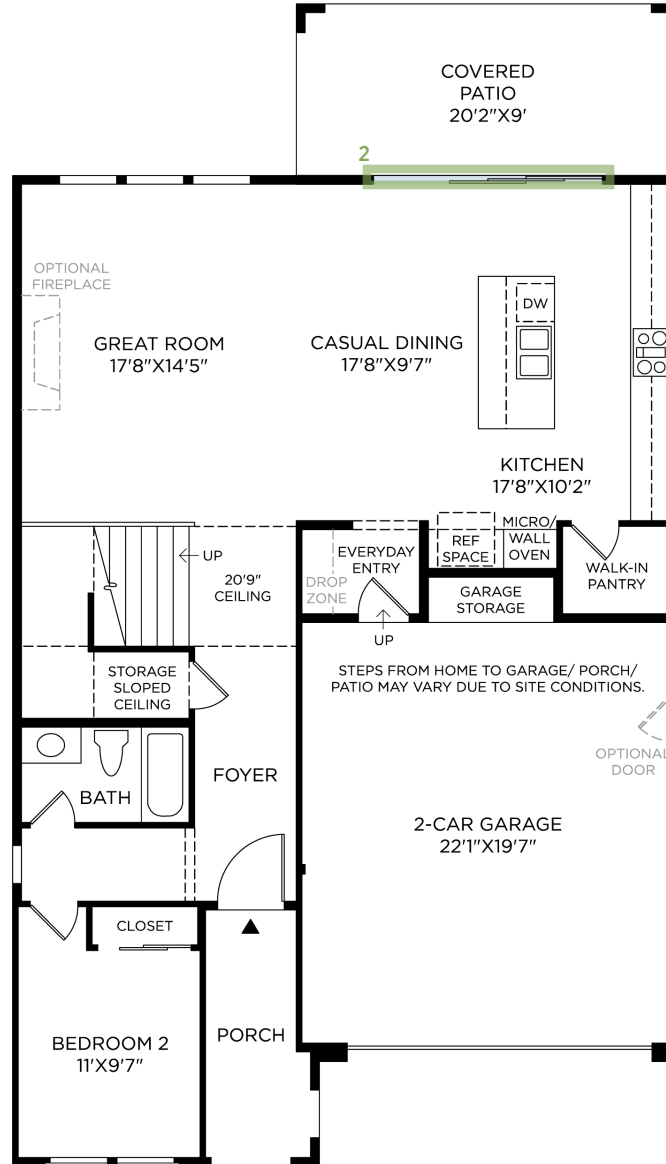 COVERED
PATIO
20'2"X9'
2
OPTIONAL
FIREPLACE
GREAT ROOM
17'8"X14'5"
CASUAL DINING
17'8"X9'7"
DW
KITCHEN
17'8"X10'2"
MICRO/
WALL
OVEN
REF
SPACE
WALK-IN
PANTRY
EVERYDAY
ENTRY
DROP
ZONE
UP
20'9"
CEILING
GARAGE
STORAGE
UP
STORAGE
SLOPED
CEILING
STEPS FROM HOME TO GARAGE/ PORCH/
PATIO MAY VARY DUE TO SITE CONDITIONS.
OPTIONAL
DOOR
FOYER
BATH
2-CAR GARAGE
22'1"X19'7"
CLOSET
BEDROOM 2
11'X9'7"
PORCH